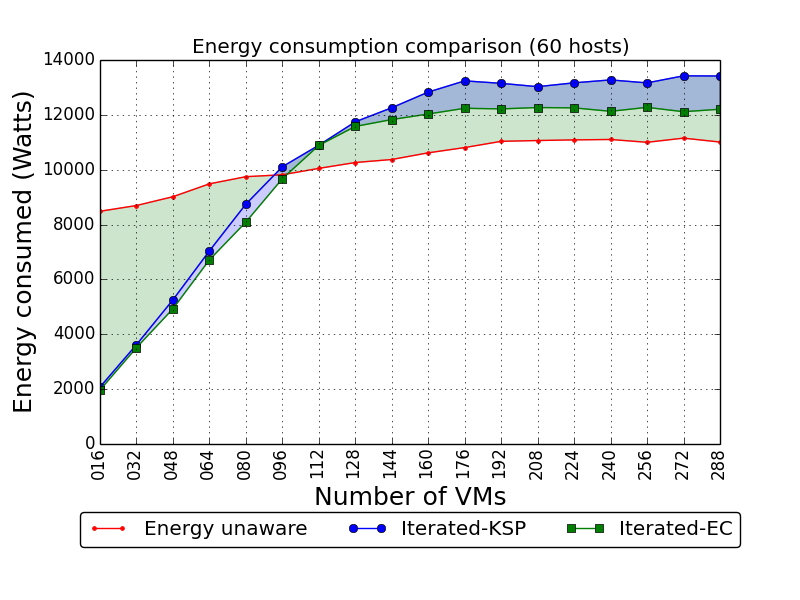 Energy consumption comparison (60 hosts)
14000
12000
10000
8000
6000
4000
2000
0
Energy consumed (Watts)
016 032 048 064 080 096 112 128 144 160 176 192 208 224 240 256 272 288
Number of VMs
Energy unaware Iterated-KSP Iterated-EC